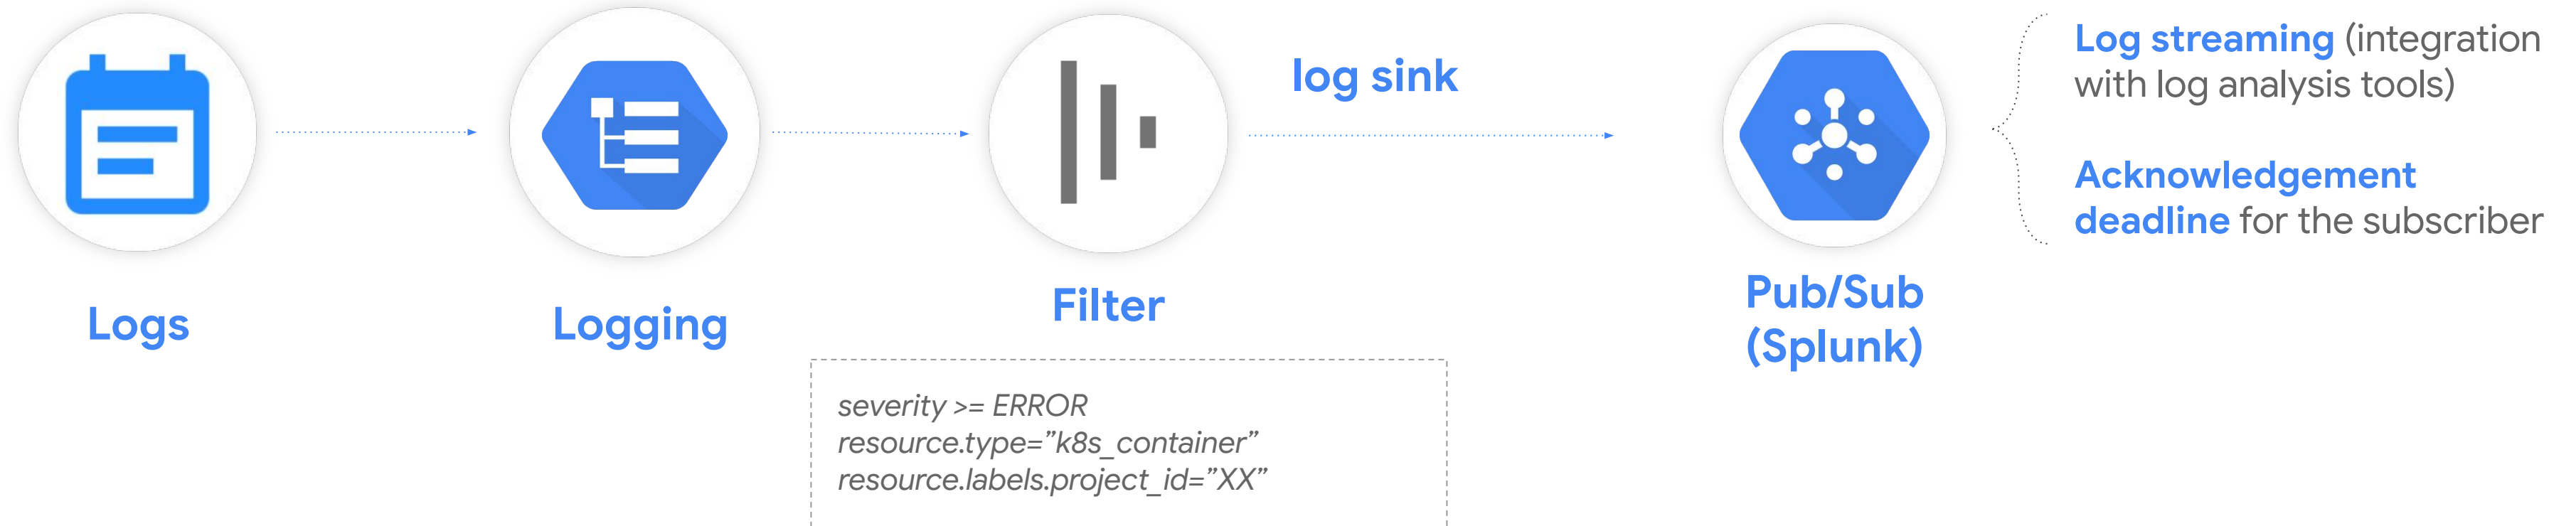 Logs
Logging
Filter
severity >= ERROR
resource.type=”k8s_container”
resource.labels.project_id=”XX”
log sink
Pub/Sub
(Splunk)
Log streaming (integration
with log analysis tools)
Acknowledgement
deadline for the subscriber